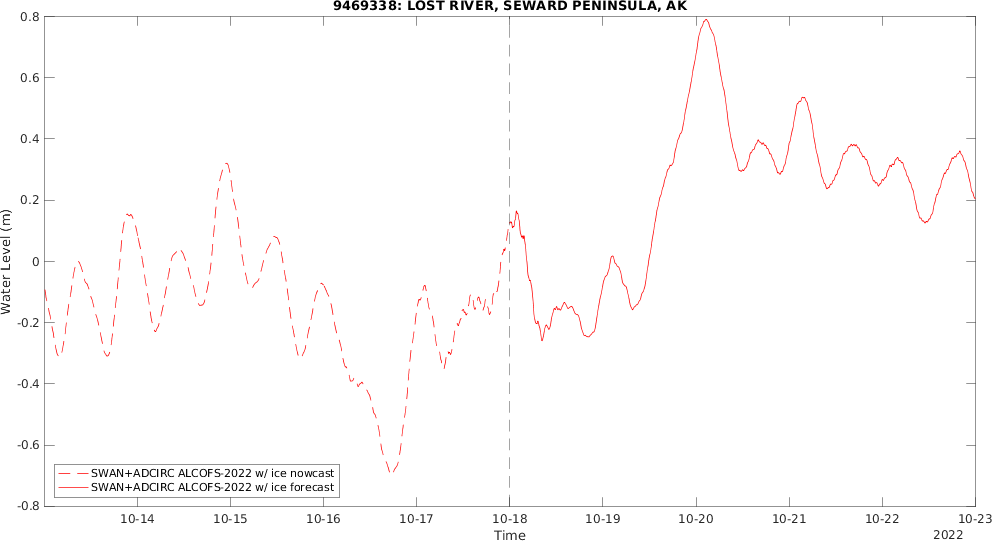 9469338: LOST RIVER, SEWARD PENINSULA, AK
0.8
0.6
0.4
0.2
0
-0.2
-0.4
-0.6
-0.8
Water Level (m)
SWAN+ADCIRC ALCOFS-2022 w/ ice nowcast
SWAN+ADCIRC ALCOFS-2022 w/ ice forecast
10-14 10-15 10-16 10-17 10-18 10-19 10-20 10-21 10-22 10-23
Time
2022